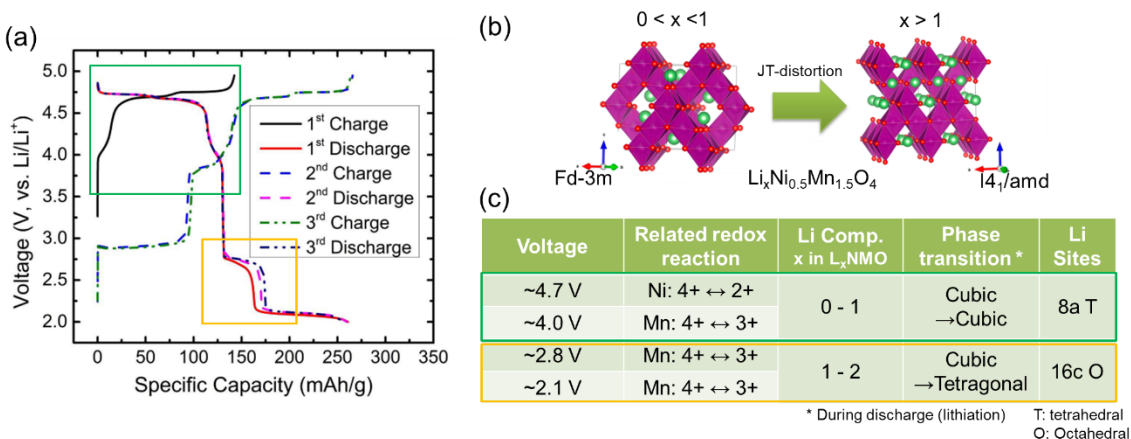 (a)
5.0
4.5
4.0
3.5
3.0
2.5
2.0
Voltage (V, vs. Li/Li⁺)
0
50
100
150
200
250
300
350
Specific Capacity (mAh/g)
1st Charge
1st Discharge
2nd Charge
2nd Discharge
3rd Charge
3rd Discharge
(b)
0 < x <1
x > 1
JT-distortion
Fd-3m
LiₓNi₀.₅Mn₁.₅O₄
I4₁/amd
(c)
Voltage
Related redox
reaction
Li Comp.
x in LₓNMO
Phase
transition *
Li
Sites
~4.7 V
Ni: 4+ ↔ 2+
~4.0 V
Mn: 4+ ↔ 3+
0 - 1
Cubic
→Cubic
8a T
~2.8 V
Mn: 4+ ↔ 3+
~2.1 V
Mn: 4+ ↔ 3+
1 - 2
Cubic
→Tetragonal
16c O
* During discharge (lithiation)
T: tetrahedral
O: Octahedral